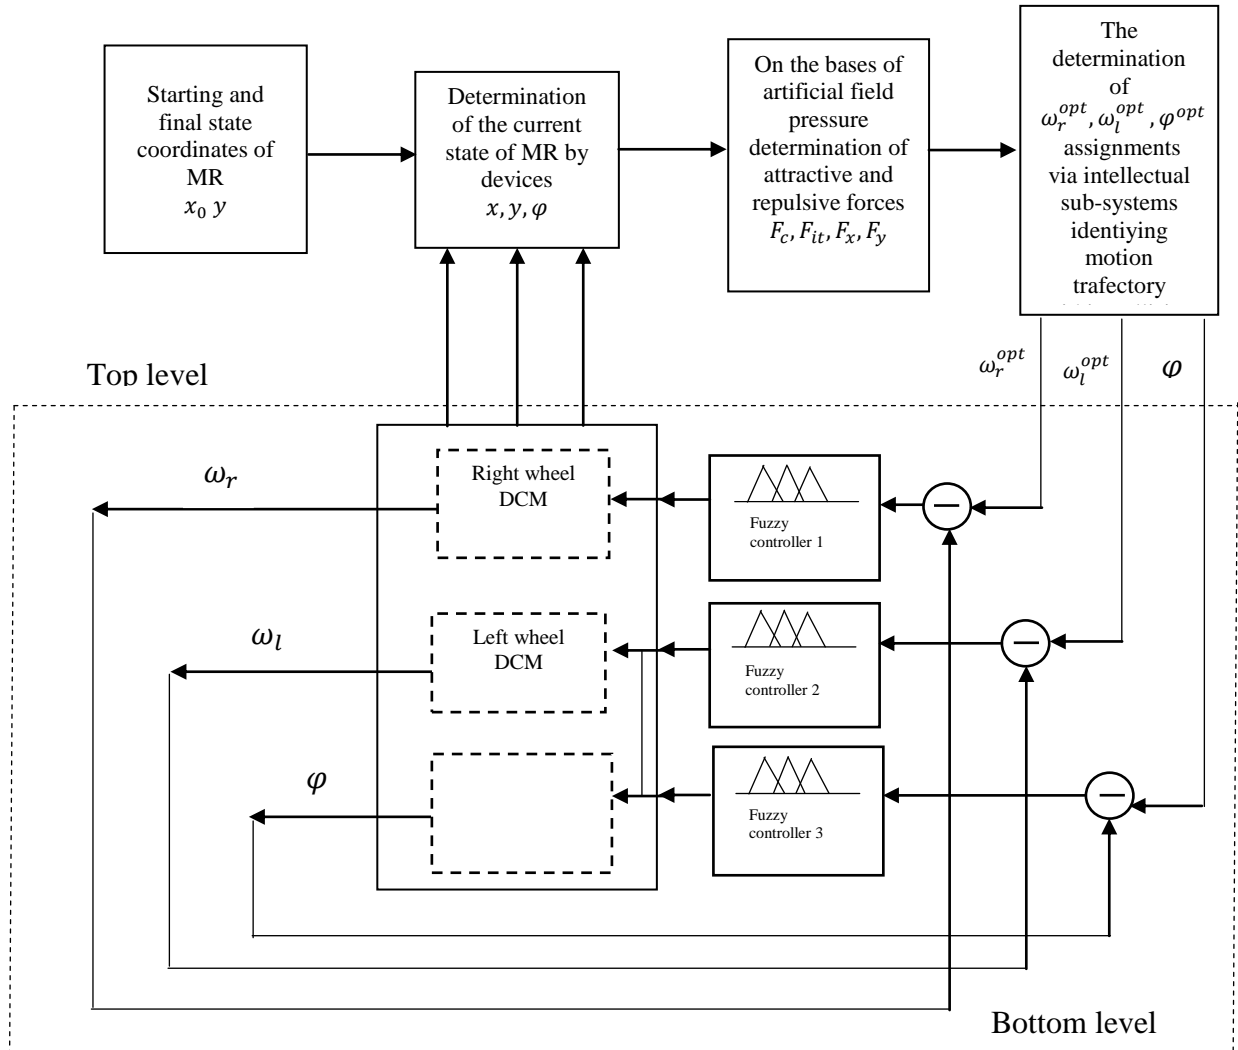 Starting and
final state
coordinates of
MR
x₀ y
Determination
of the current
state of MR by
devices
x, y, φ
On the bases of
artificial field
pressure
determination of
attractive and
repulsive forces
F_c, F_it, F_x, F_y
The
determination
of
ω_r^opt, ω_l^opt, φ^opt
assignments
via intellectual
sub-systems
identiying
motion
trafectory
Top level
ω_r^opt
ω_l^opt
φ
ω_r
Right wheel
DCM
Fuzzy
controller 1
−
ω_l
Left wheel
DCM
Fuzzy
controller 2
−
φ
Fuzzy
controller 3
−
Bottom level